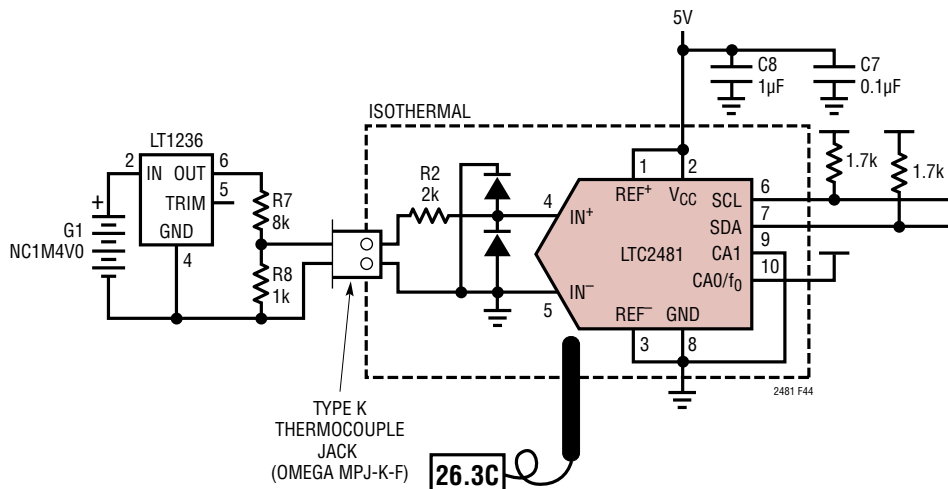 5V
C8
1µF
C7
0.1µF
ISOTHERMAL
LT1236
2
IN
OUT
6
TRIM
5
GND
4
+
G1
NC1M4V0
R7
8k
R8
1k
R2
2k
4
IN+
IN−
5
1
2
REF+
VCC
LTC2481
REF−
GND
3
8
SCL
6
SDA
7
CA1
9
CA0/f0
10
1.7k
1.7k
2481 F44
TYPE K
THERMOCOUPLE
JACK
(OMEGA MPJ-K-F)
26.3C